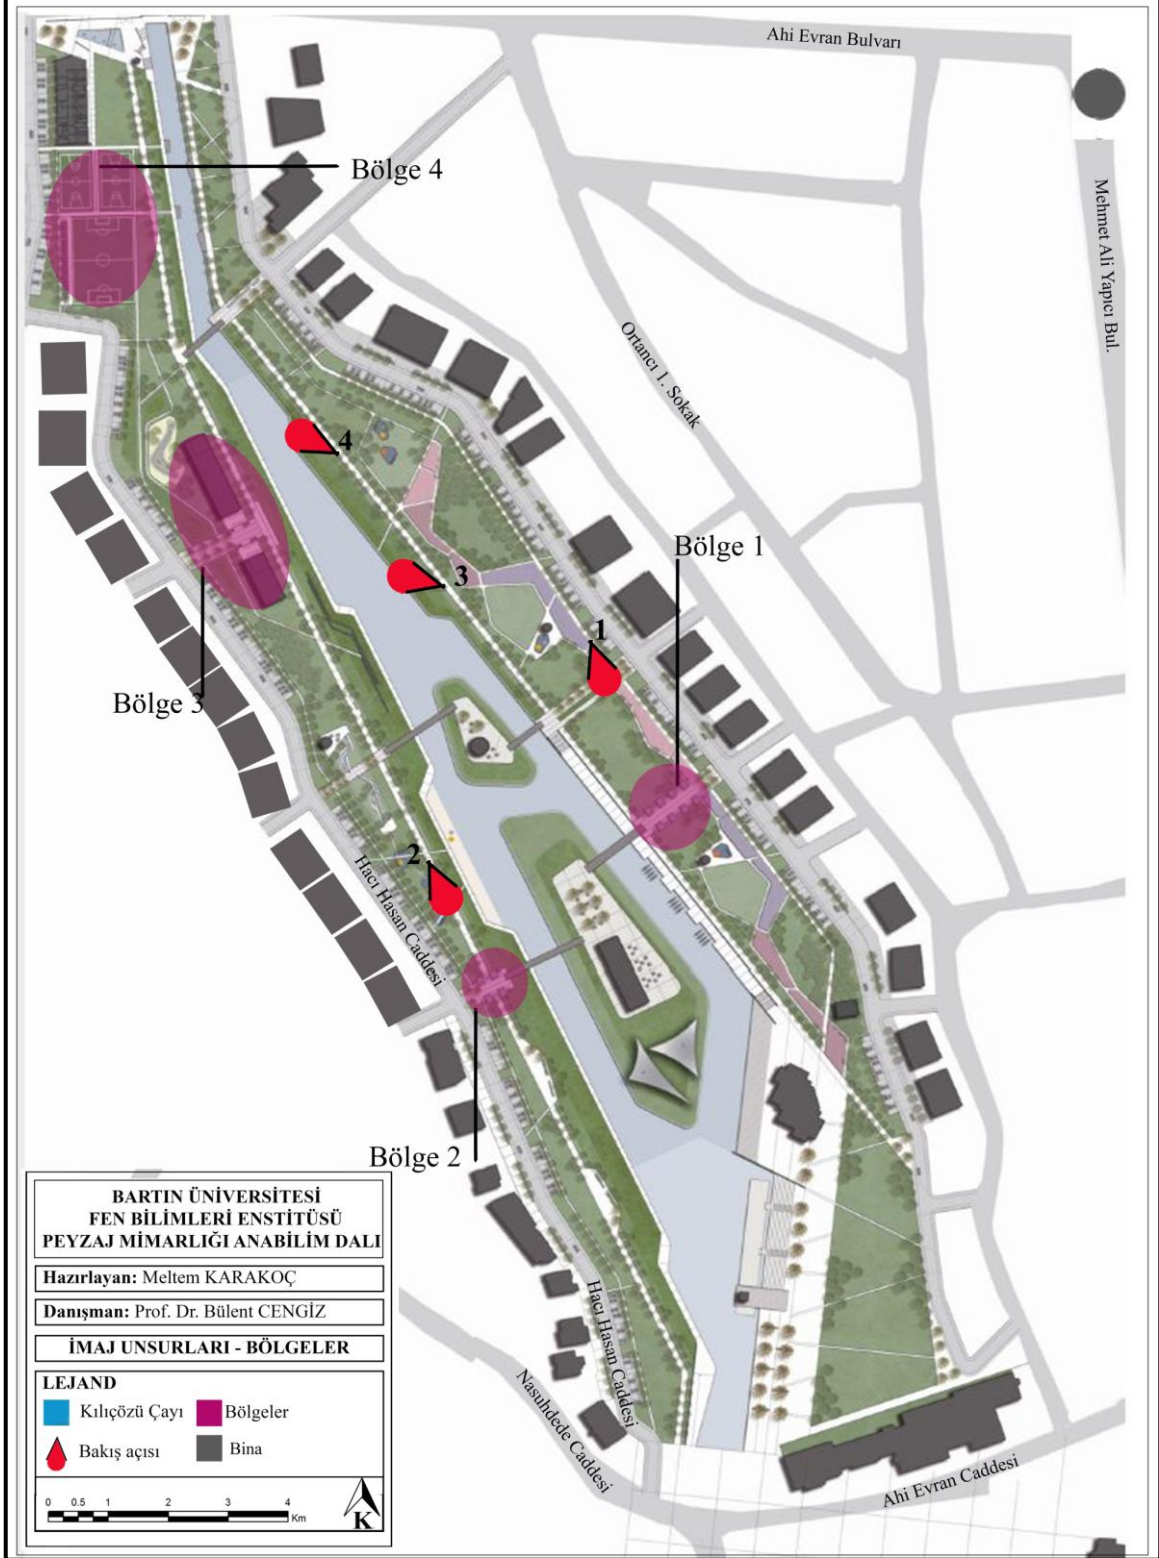 Ahi Evran Bulvarı
Mehmet Ali Yapıcı Bul.
Bölge 4
Ortancı 1. Sokak
4
Bölge 1
3
1
Bölge 3
2
Hacı Hasan Caddesi
Bölge 2
Hacı Hasan Caddesi
Nasuhdede Caddesi
Ahi Evran Caddesi
BARTIN ÜNİVERSİTESİ
FEN BİLİMLERİ ENSTİTÜSÜ
PEYZAJ MİMARLIĞI ANABİLİM DALI
Hazırlayan: Meltem KARAKOÇ
Danışman: Prof. Dr. Bülent CENGİZ
İMAJ UNSURLARI - BÖLGELER
LEJAND
Kılıçözü Çayı Bölgeler
Bakış açısı Bina
0 0.5 1 2 3 4
Km
K